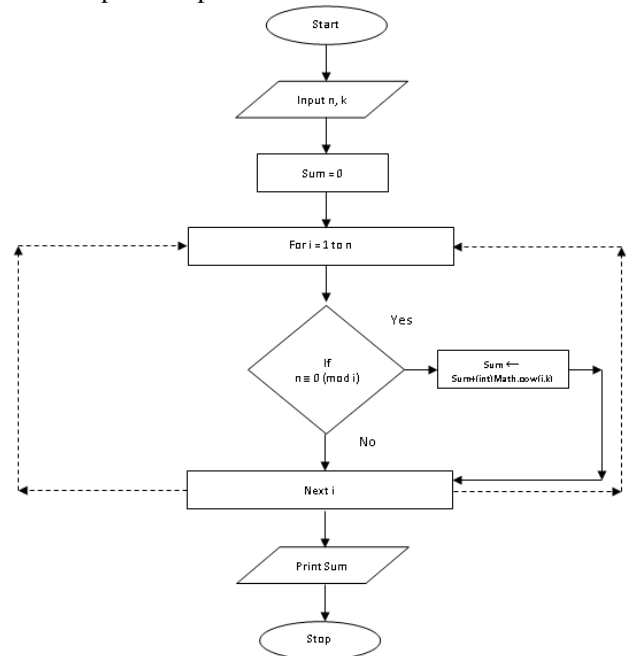 Start
Input n, k
Sum = 0
For i = 1 to n
Yes
If
n ≡ 0 (mod i)
Sum ←
Sum+(int)Math.pow(i,k)
No
Next i
Print Sum
Stop